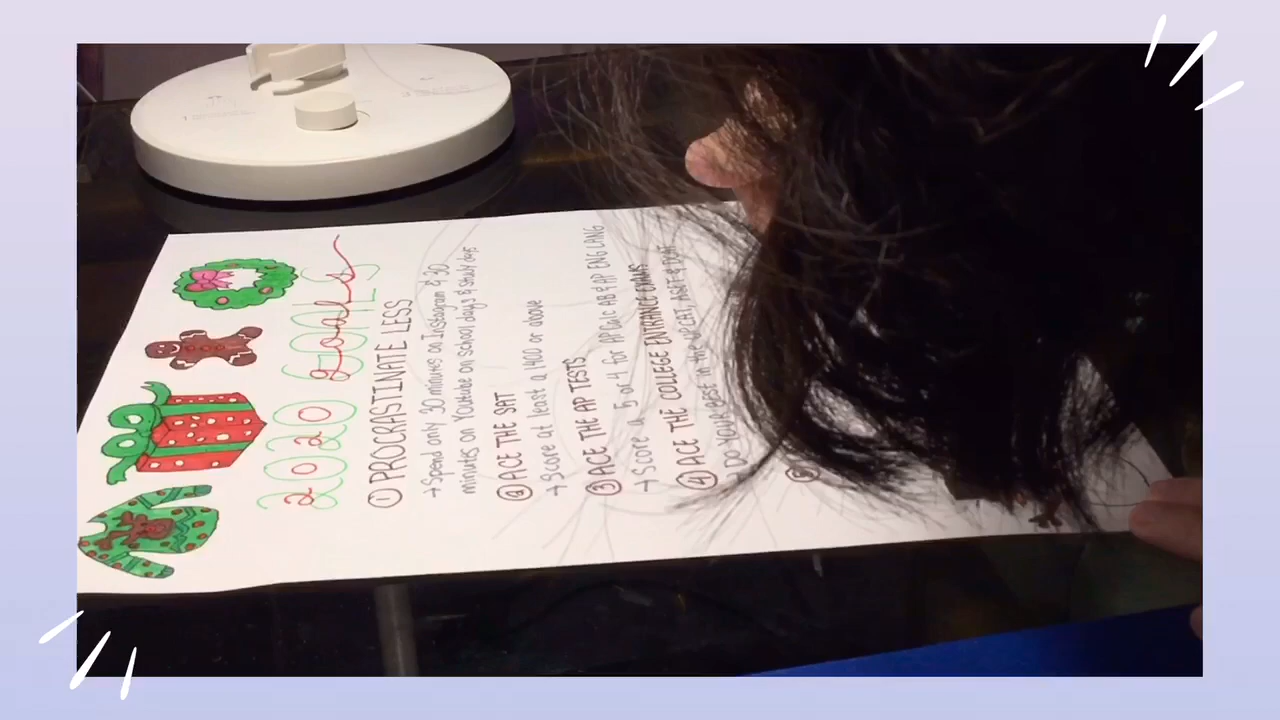 2020 goals
① PROCRASTINATE LESS
→ Spend only 30 minutes on Instagram & 30
minutes on Youtube on school days & study days
② ACE THE SAT
→ Score at least a 1400 or above
③ ACE THE AP TESTS
→ Score a 5 or 4 for AP Calc AB & AP ENG LANG
④ ACE THE COLLEGE ENTRANCE EXAMS
→ DO YOUR BEST in the UPCAT, ACET &
⑤